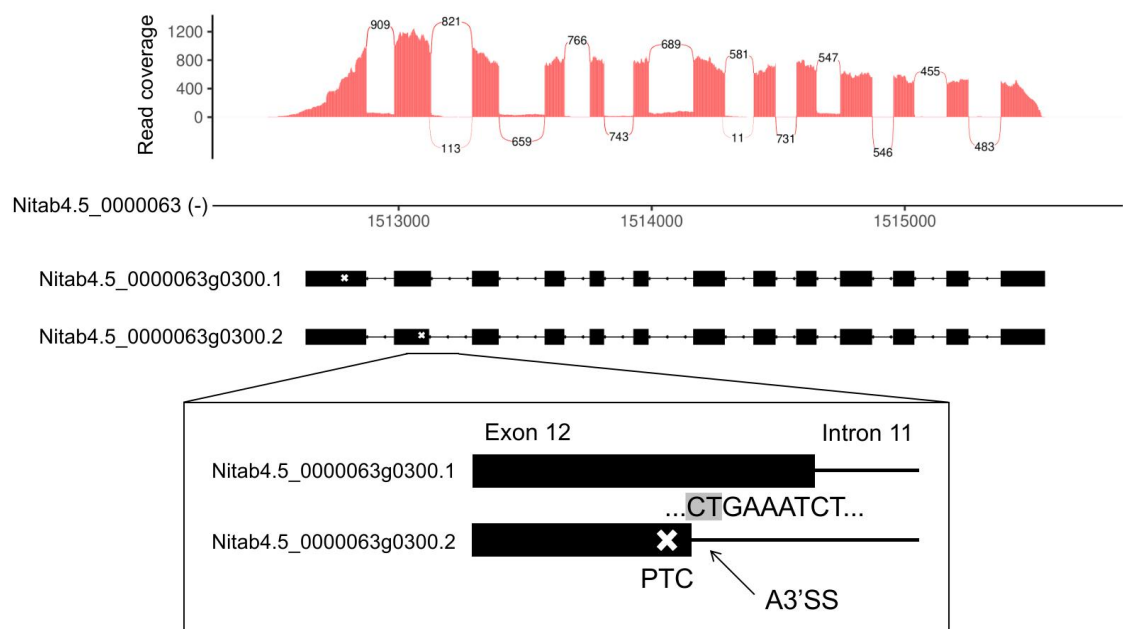 Read coverage
1200
800
400
0
909
821
766
689
581
547
455
113
659
743
11
731
546
483
Nitab4.5_0000063 (-)
1513000
1514000
1515000
Nitab4.5_0000063g0300.1
Nitab4.5_0000063g0300.2
Exon 12
Intron 11
Nitab4.5_0000063g0300.1
...CTGAAATCT...
Nitab4.5_0000063g0300.2
PTC
A3'SS